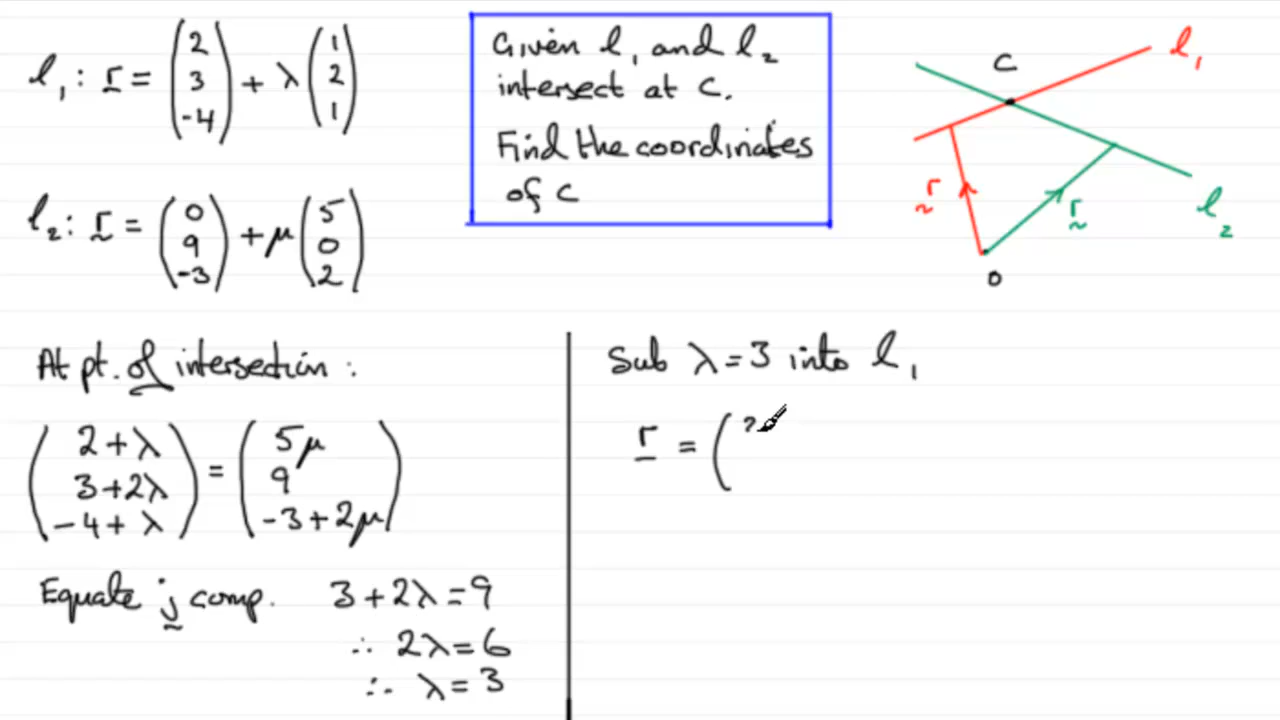 l₁: r = (2 3 -4) + λ (1 2 1)
l₂: r = (0 9 -3) + μ (5 0 2)
Given l₁ and l₂
intersect at C.
Find the coordinates
of C
C
l₁
r
r
l₂
O
At pt. of intersection :
(2+λ 3+2λ -4+λ) = (5μ 9 -3+2μ)
Equate j comp. 3+2λ=9
∴ 2λ=6
∴ λ=3
Sub λ=3 into l₁
r = (